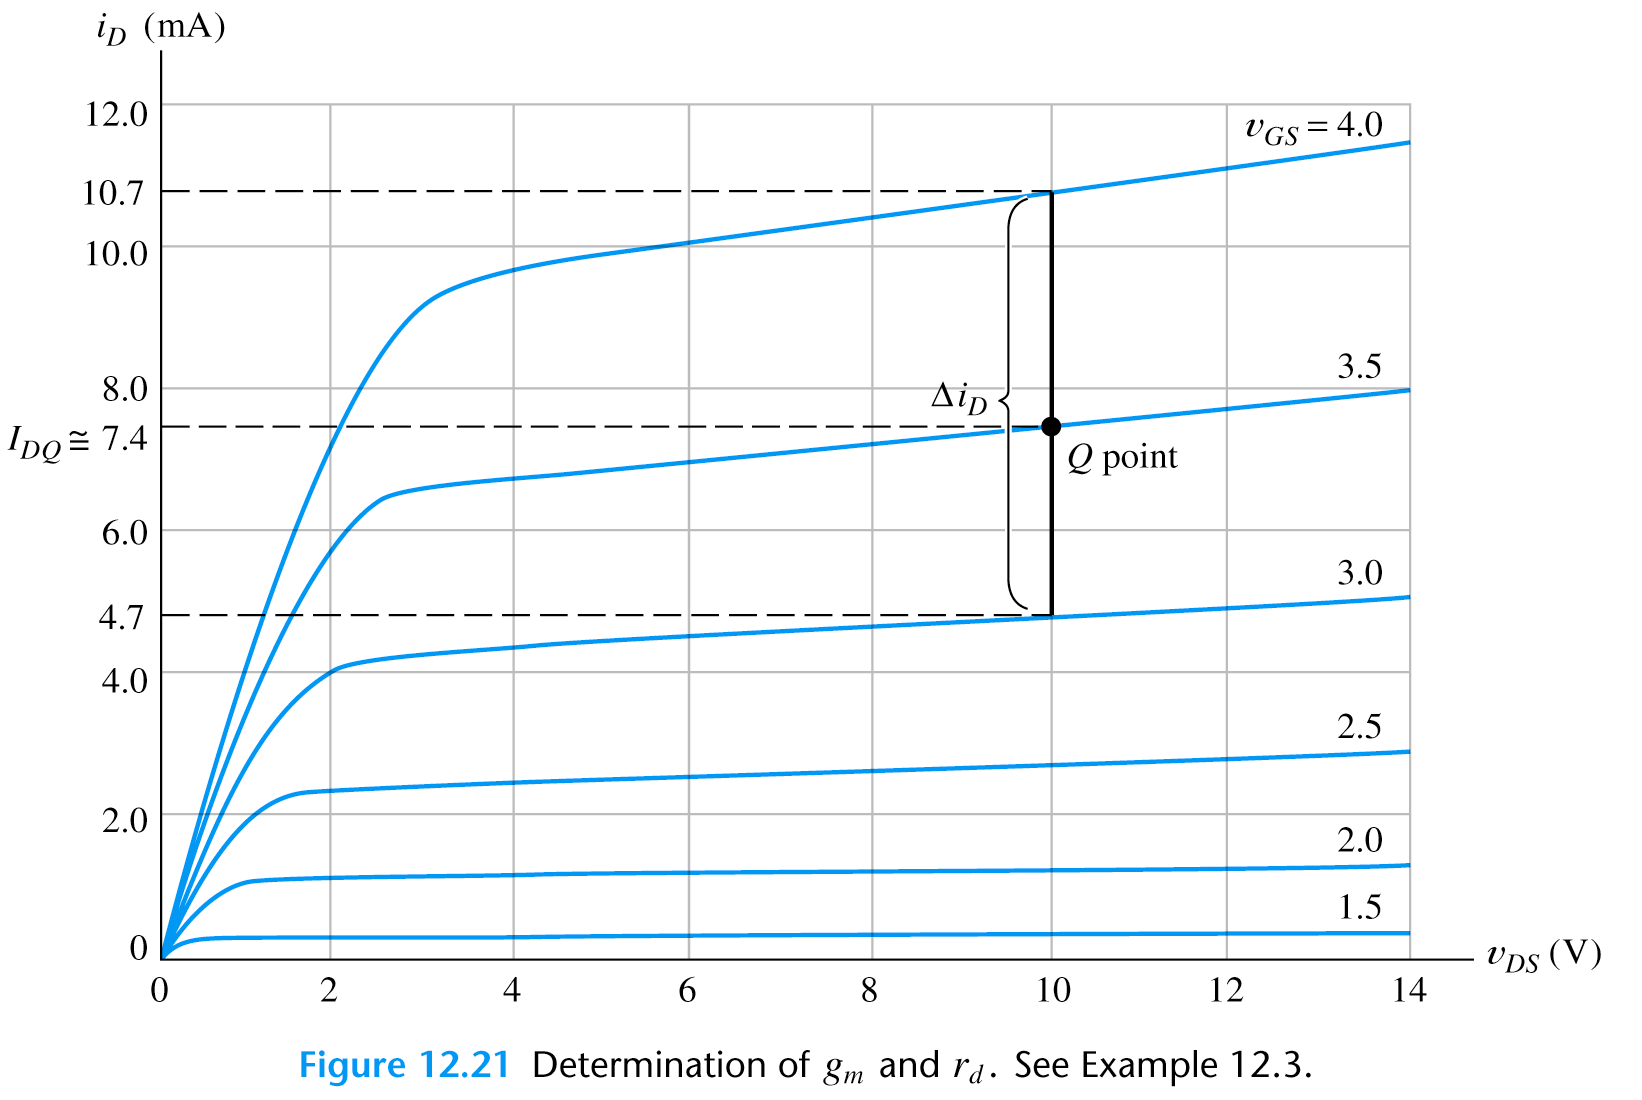 i_D (mA)
12.0
v_GS = 4.0
10.7
10.0
3.5
8.0
Δi_D
I_DQ ≅ 7.4
Q point
6.0
3.0
4.7
4.0
2.5
2.0
2.0
1.5
0
v_DS (V)
0 2 4 6 8 10 12 14
Figure 12.21 Determination of g_m and r_d. See Example 12.3.